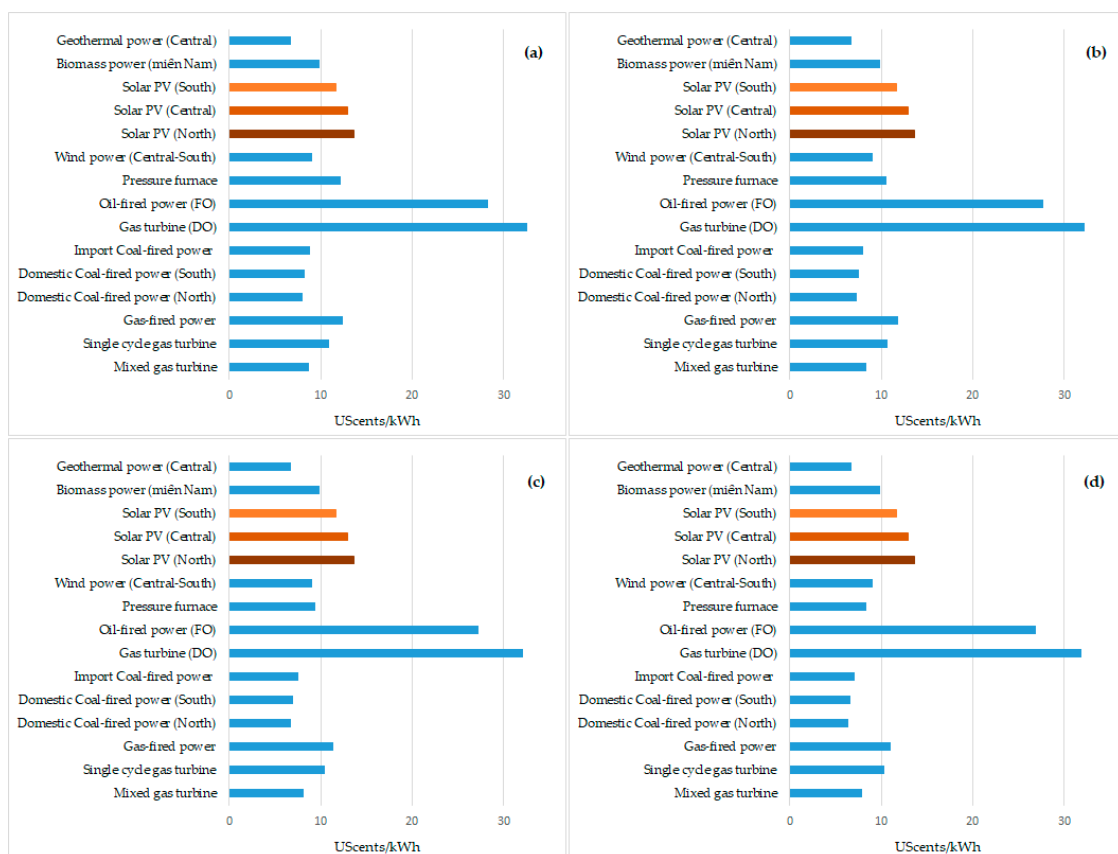 (a)
Geothermal power (Central)
Biomass power (miên Nam)
Solar PV (South)
Solar PV (Central)
Solar PV (North)
Wind power (Central-South)
Pressure furnace
Oil-fired power (FO)
Gas turbine (DO)
Import Coal-fired power
Domestic Coal-fired power (South)
Domestic Coal-fired power (North)
Gas-fired power
Single cycle gas turbine
Mixed gas turbine
0 10 20 30
UScents/kWh
(b)
Geothermal power (Central)
Biomass power (miên Nam)
Solar PV (South)
Solar PV (Central)
Solar PV (North)
Wind power (Central-South)
Pressure furnace
Oil-fired power (FO)
Gas turbine (DO)
Import Coal-fired power
Domestic Coal-fired power (South)
Domestic Coal-fired power (North)
Gas-fired power
Single cycle gas turbine
Mixed gas turbine
0 10 20 30
UScents/kWh
(c)
Geothermal power (Central)
Biomass power (miên Nam)
Solar PV (South)
Solar PV (Central)
Solar PV (North)
Wind power (Central-South)
Pressure furnace
Oil-fired power (FO)
Gas turbine (DO)
Import Coal-fired power
Domestic Coal-fired power (South)
Domestic Coal-fired power (North)
Gas-fired power
Single cycle gas turbine
Mixed gas turbine
0 10 20 30
UScents/kWh
(d)
Geothermal power (Central)
Biomass power (miên Nam)
Solar PV (South)
Solar PV (Central)
Solar PV (North)
Wind power (Central-South)
Pressure furnace
Oil-fired power (FO)
Gas turbine (DO)
Import Coal-fired power
Domestic Coal-fired power (South)
Domestic Coal-fired power (North)
Gas-fired power
Single cycle gas turbine
Mixed gas turbine
0 10 20 30
UScents/kWh